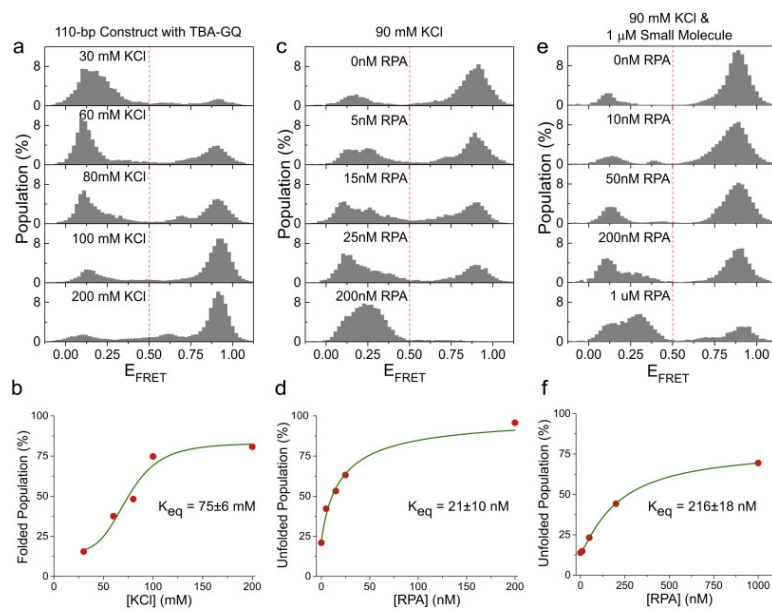 a
110-bp Construct with TBA-GQ
30 mM KCl
60 mM KCl
80mM KCl
100 mM KCl
200 mM KCl
Population (%)
8
0
8
0
8
0
8
0
8
0
0.00 0.25 0.50 0.75 1.00
E_FRET
c
90 mM KCl
0nM RPA
5nM RPA
15nM RPA
25nM RPA
200nM RPA
Population (%)
8
0
8
0
8
0
8
0
8
0
0.00 0.25 0.50 0.75 1.00
E_FRET
e
90 mM KCl &
1 μM Small Molecule
0nM RPA
10nM RPA
50nM RPA
200nM RPA
1 uM RPA
Population (%)
8
0
8
0
8
0
8
0
8
0
0.00 0.25 0.50 0.75 1.00
E_FRET
b
Folded Population (%)
100
75
50
25
0
K_eq = 75±6 mM
0 50 100 150 200
[KCl] (mM)
d
Unfolded Population (%)
100
75
50
25
0
K_eq = 21±10 nM
0 50 100 150 200
[RPA] (nM)
f
Unfolded Population (%)
100
75
50
25
0
K_eq = 216±18 nM
0 250 500 750 1000
[RPA] (nM)